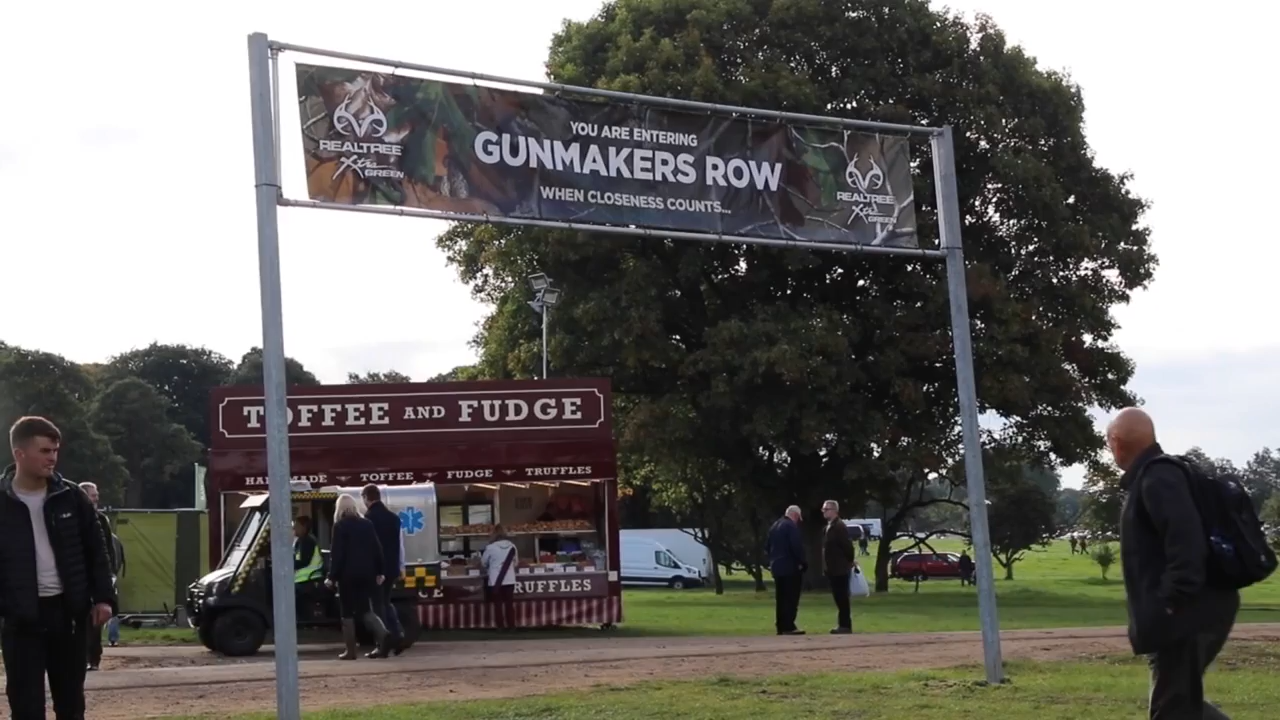 YOU ARE ENTERING
GUNMAKERS ROW
WHEN CLOSENESS COUNTS...
REALTREE
Xtra
GREEN
REALTREE
Xtra
GREEN
TOFFEE AND FUDGE
HANDMADE TOFFEE FUDGE TRUFFLES
TRUFFLES